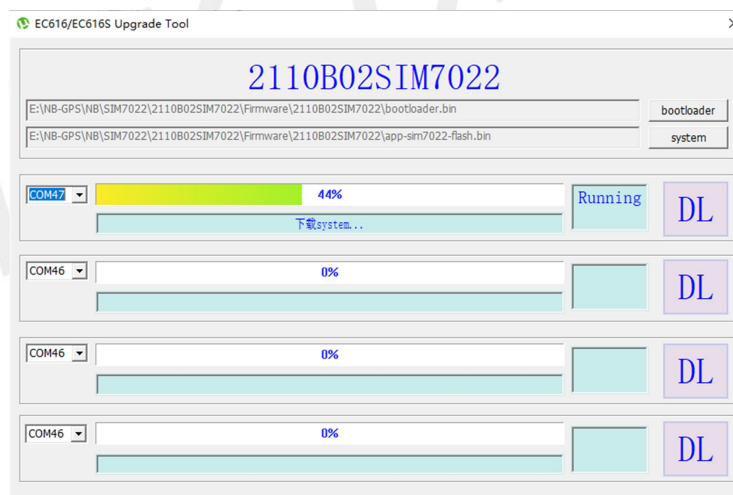 EC616/EC616S Upgrade Tool
2110B02SIM7022
E:\NB-GPS\NB\SIM7022\2110B02SIM7022\Firmware\2110B02SIM7022\bootloader.bin
bootloader
E:\NB-GPS\NB\SIM7022\2110B02SIM7022\Firmware\2110B02SIM7022\app-sim7022-flash.bin
system
COM47
44%
Running
DL
下载system...
COM46
0%
DL
COM46
0%
DL
COM46
0%
DL